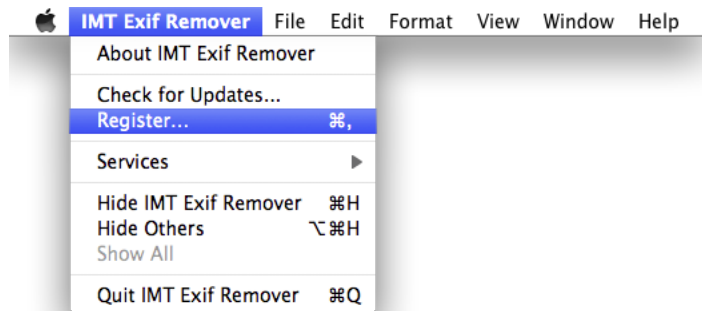 IMT Exif Remover File Edit Format View Window Help
About IMT Exif Remover
Check for Updates...
Register... ⌘,
Services ▶
Hide IMT Exif Remover ⌘H
Hide Others ⌥⌘H
Show All
Quit IMT Exif Remover ⌘Q